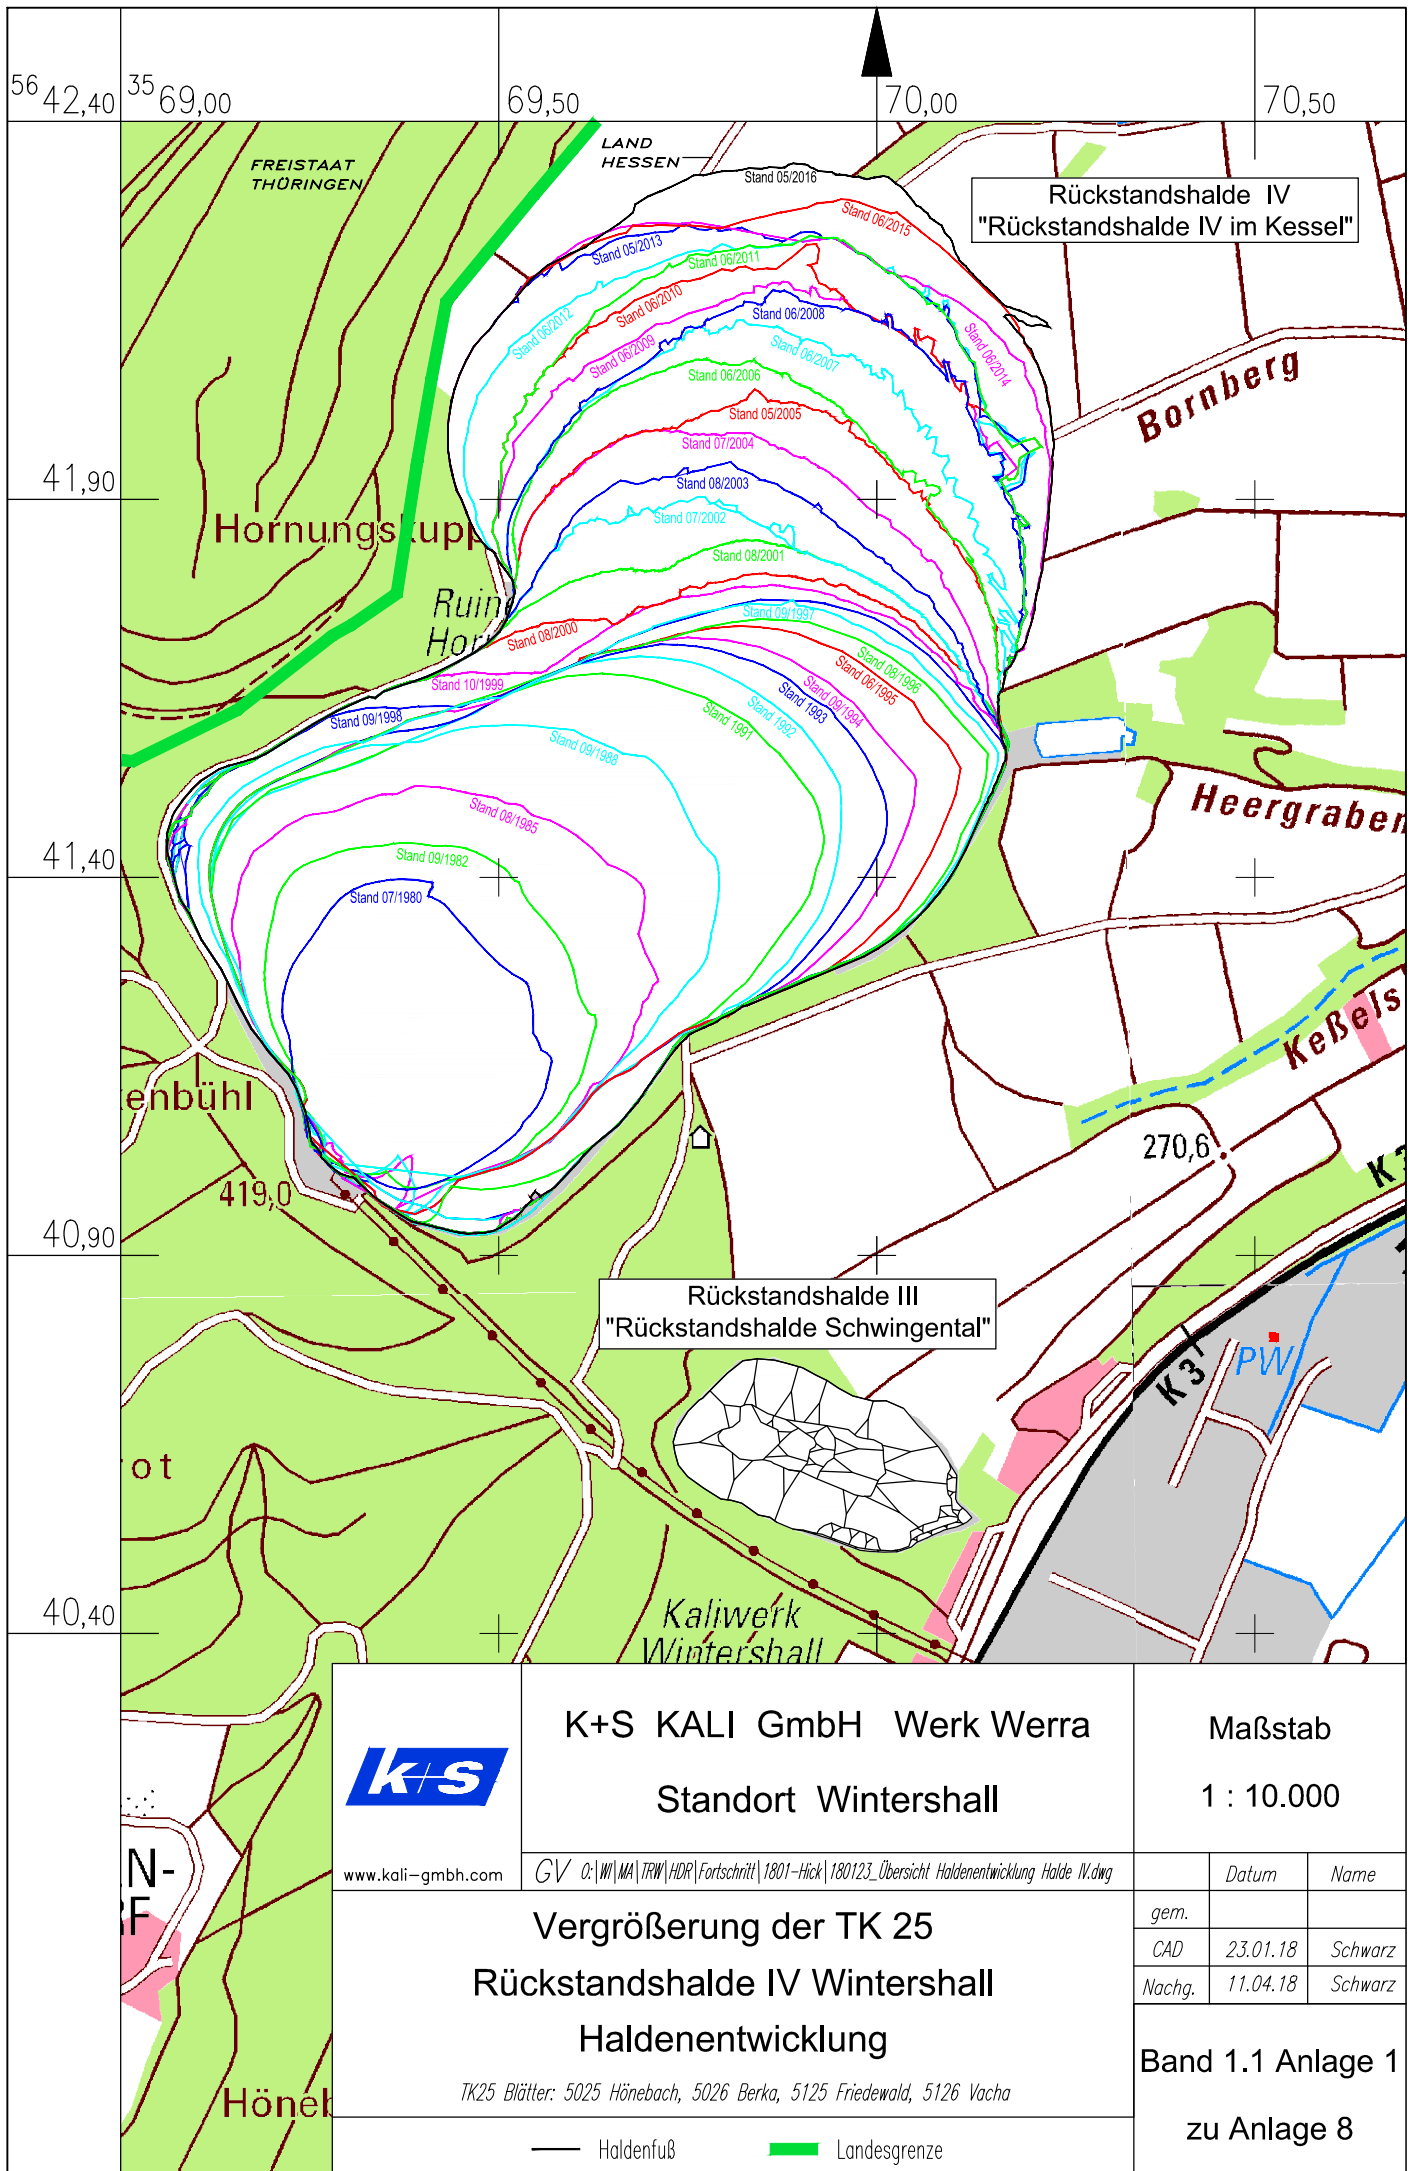 56 42,40
35 69,00
69,50
70,00
70,50
FREISTAAT
THÜRINGEN
LAND
HESSEN
Stand 05/2016
Rückstandshalde IV
"Rückstandshalde IV im Kessel"
Stand 06/2015
Stand 05/2013
Stand 06/2011
Stand 06/2010
Stand 06/2012
Stand 06/2009
Stand 06/2008
Stand 06/2007
Stand 06/2014
Stand 06/2006
Bornberg
Stand 05/2005
Stand 07/2004
41,90
Stand 08/2003
Stand 07/2002
Hornungskupp
Stand 08/2001
Ruin
Hor
Stand 09/1997
Stand 08/2000
Stand 08/1996
Stand 06/1995
Stand 10/1999
Stand 09/1994
Stand 1993
Stand 1992
Stand 1991
Stand 09/1998
Stand 09/1988
Heergraben
Stand 08/1985
41,40
Stand 09/1982
Stand 07/1980
Keßels
enbühl
270,6
K 3
419,0
40,90
Rückstandshalde III
"Rückstandshalde Schwingental"
PW
K 3
rot
40,40
Kaliwerk
Wintershall
K+S
www.kali-gmbh.com
K+S KALI GmbH Werk Werra
Standort Wintershall
Maßstab
1 : 10.000
GV O:|WI|MA|TRW|HDR|Fortschritt|1801-Hick|180123_Übersicht Haldenentwicklung Halde IV.dwg
Datum Name
gem.
CAD 23.01.18 Schwarz
Nachg. 11.04.18 Schwarz
N-
RF
Vergrößerung der TK 25
Rückstandshalde IV Wintershall
Haldenentwicklung
TK25 Blätter: 5025 Hönebach, 5026 Berka, 5125 Friedewald, 5126 Vacha
Höneb
Band 1.1 Anlage 1
zu Anlage 8
Haldenfuß
Landesgrenze